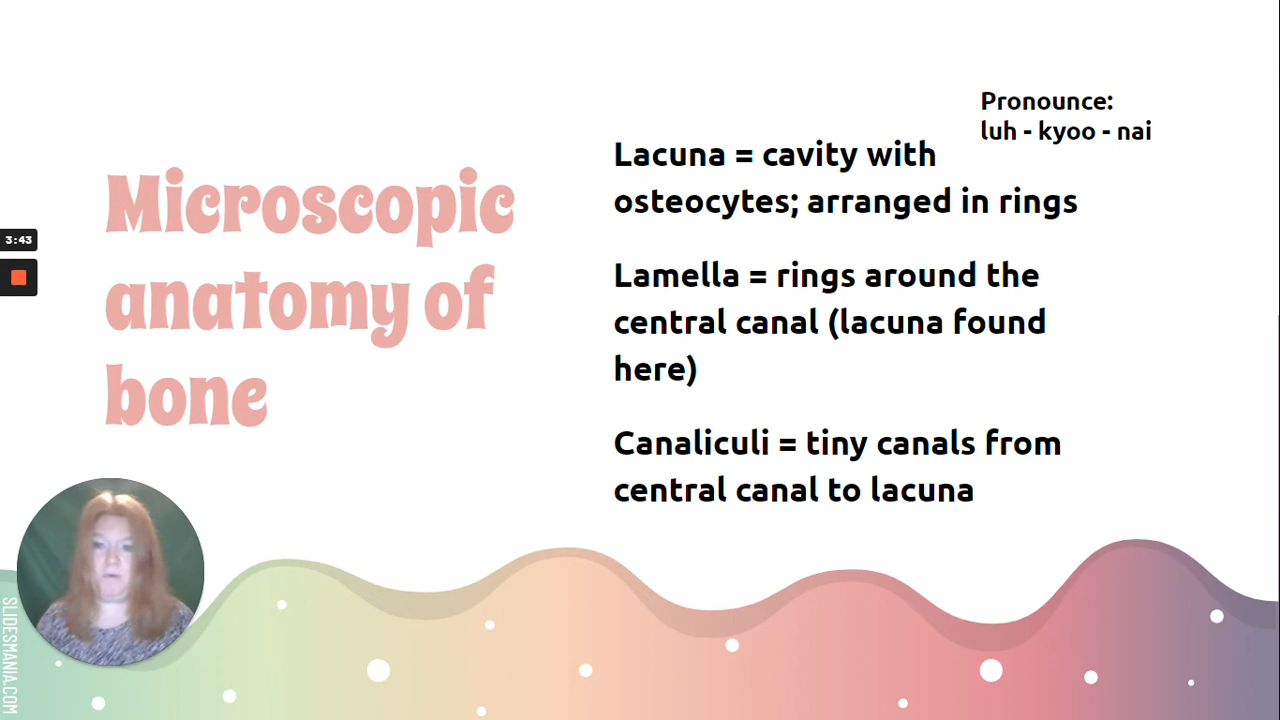 Pronounce:
luh - kyoo - nai
Lacuna = cavity with
osteocytes; arranged in rings
Microscopic
anatomy of
bone
3:43
Lamella = rings around the
central canal (lacuna found
here)
Canaliculi = tiny canals from
central canal to lacuna
SLIDESMANIA.COM